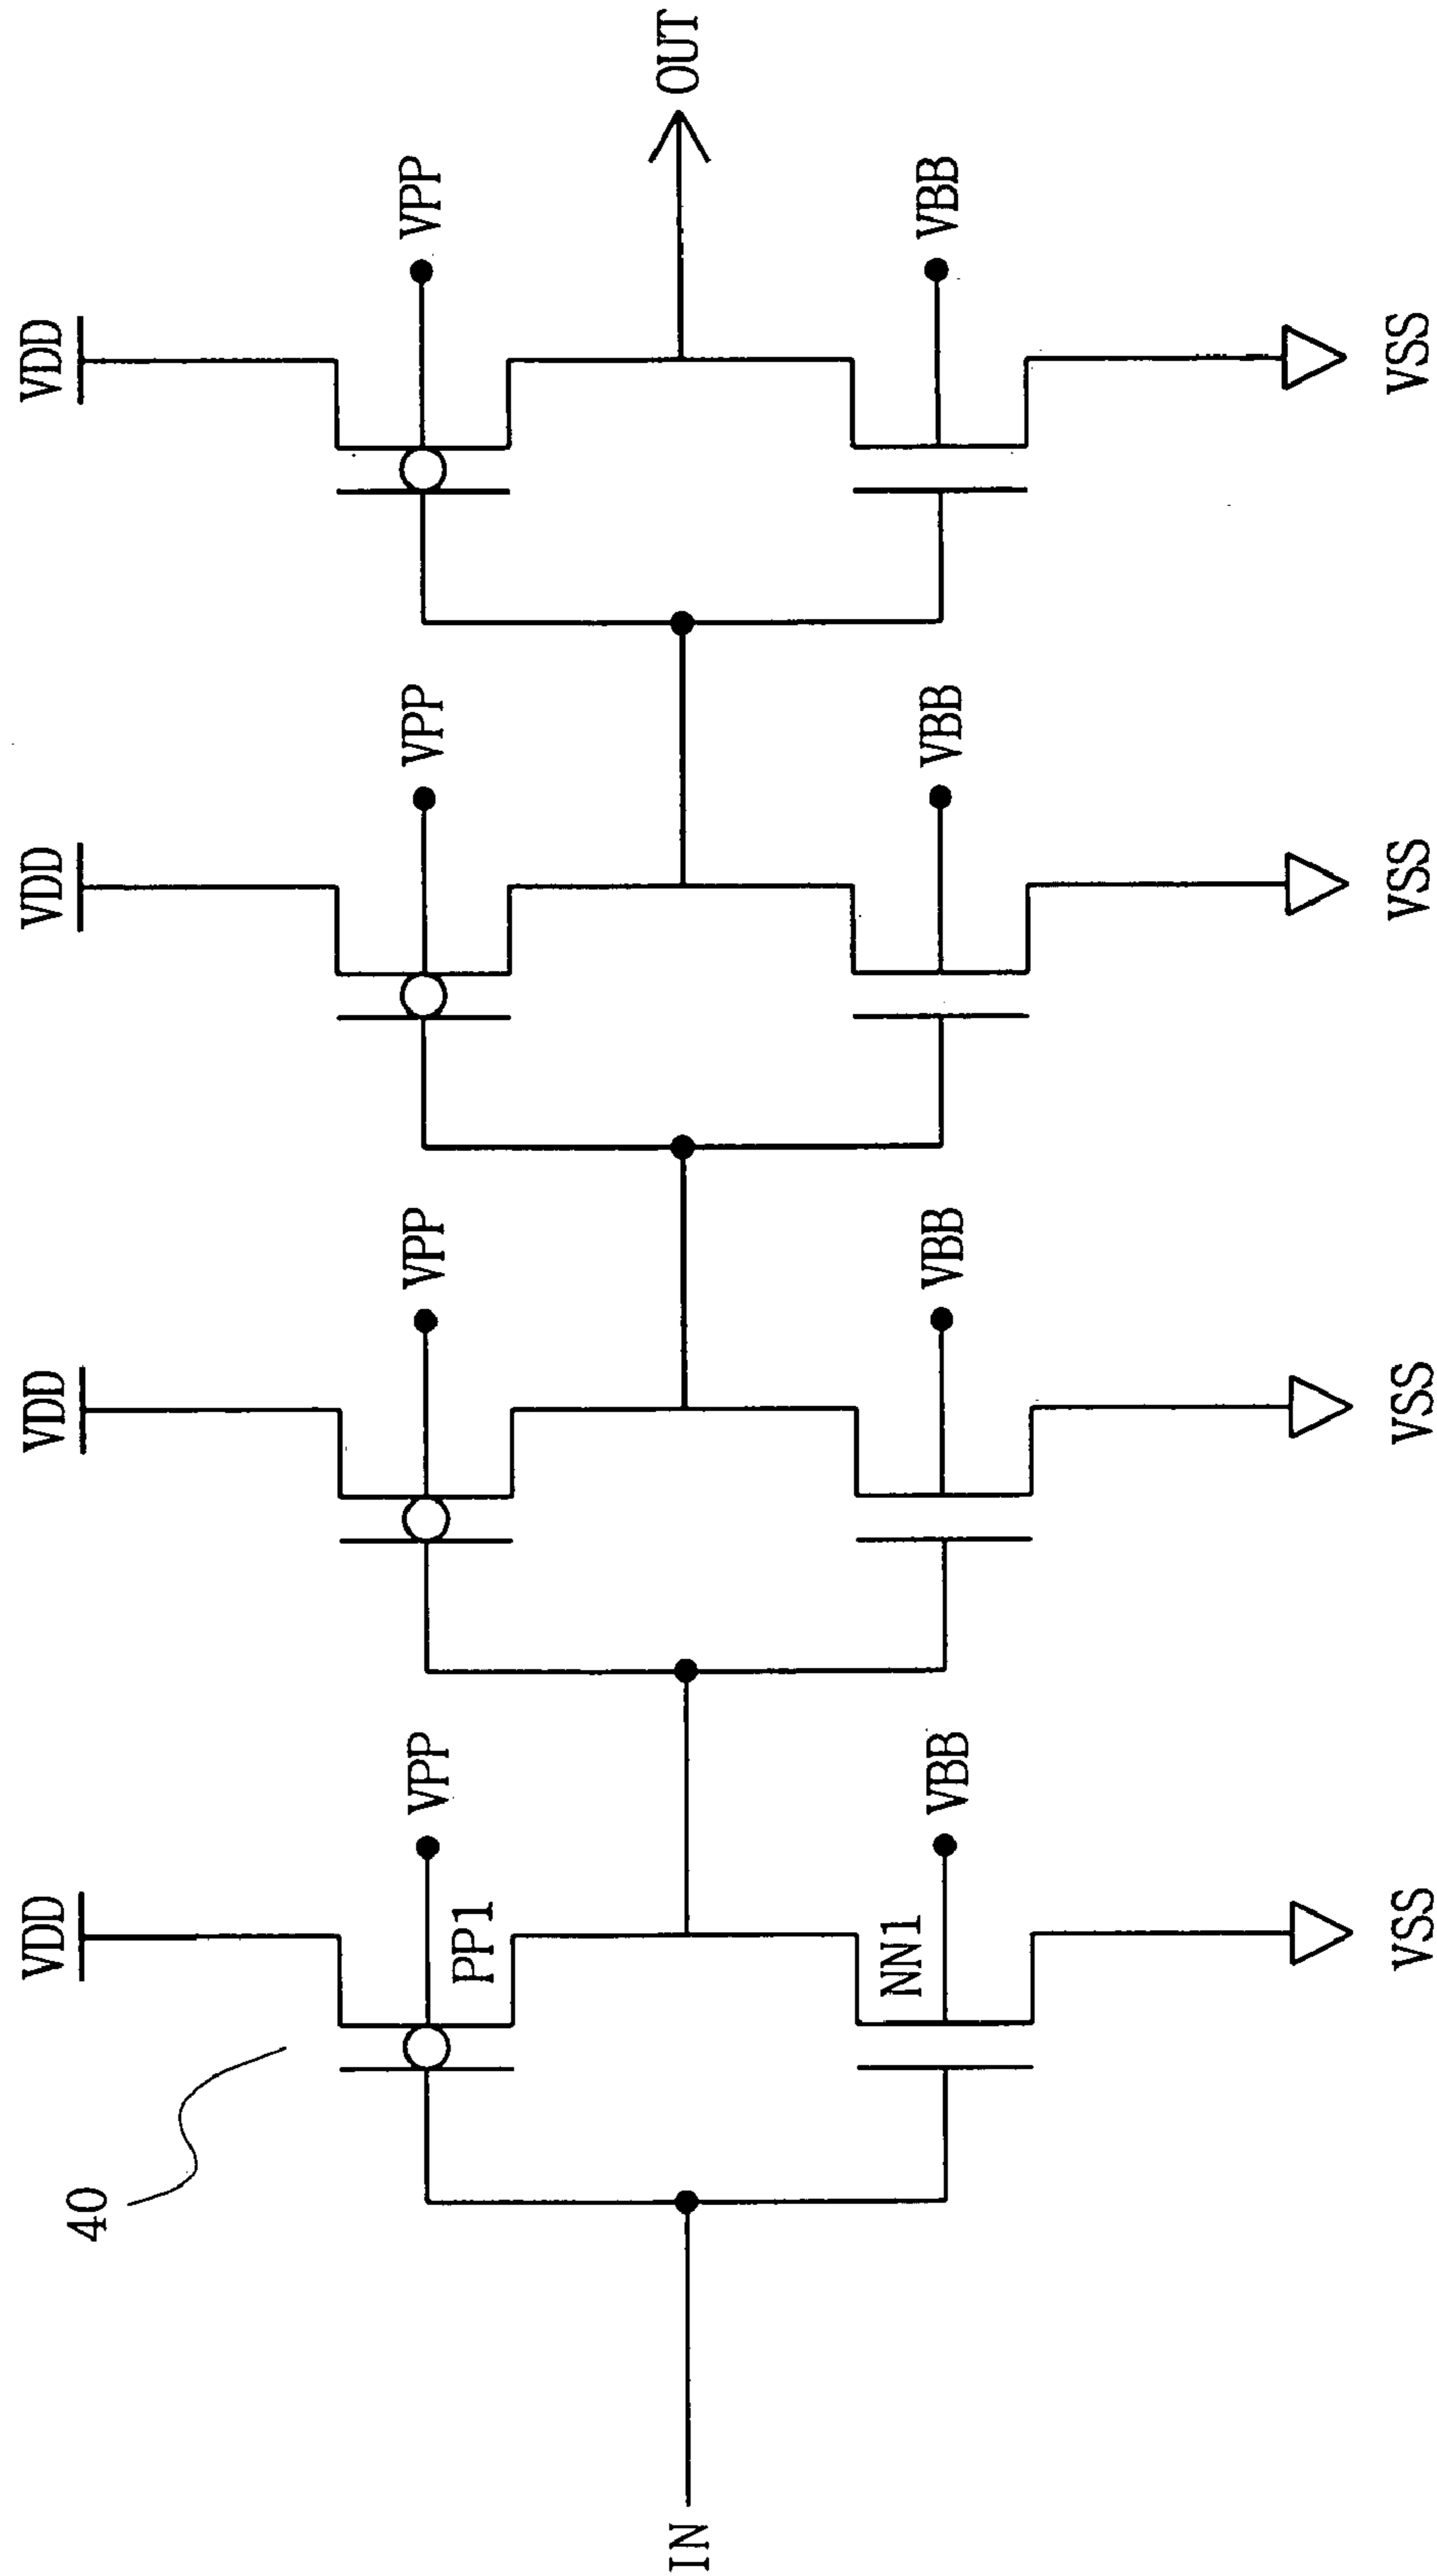 40
VDD VDD VDD VDD
VPP VPP VPP VPP
PP1
IN OUT
NN1
VBB VBB VBB VBB
VSS VSS VSS VSS